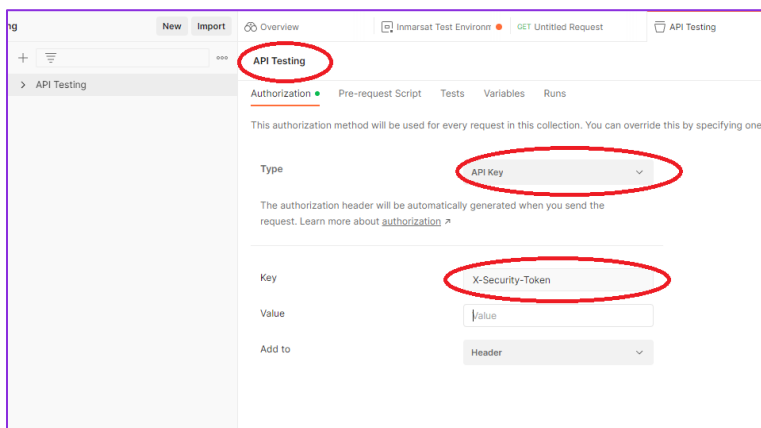 ng
New Import
Overview
Inmarsat Test Environm
GET Untitled Request
API Testing
API Testing
API Testing
Authorization
Pre-request Script
Tests
Variables
Runs
This authorization method will be used for every request in this collection. You can override this by specifying one
Type
API Key
The authorization header will be automatically generated when you send the
request. Learn more about authorization ↗
Key
X-Security-Token
Value
Value
Add to
Header